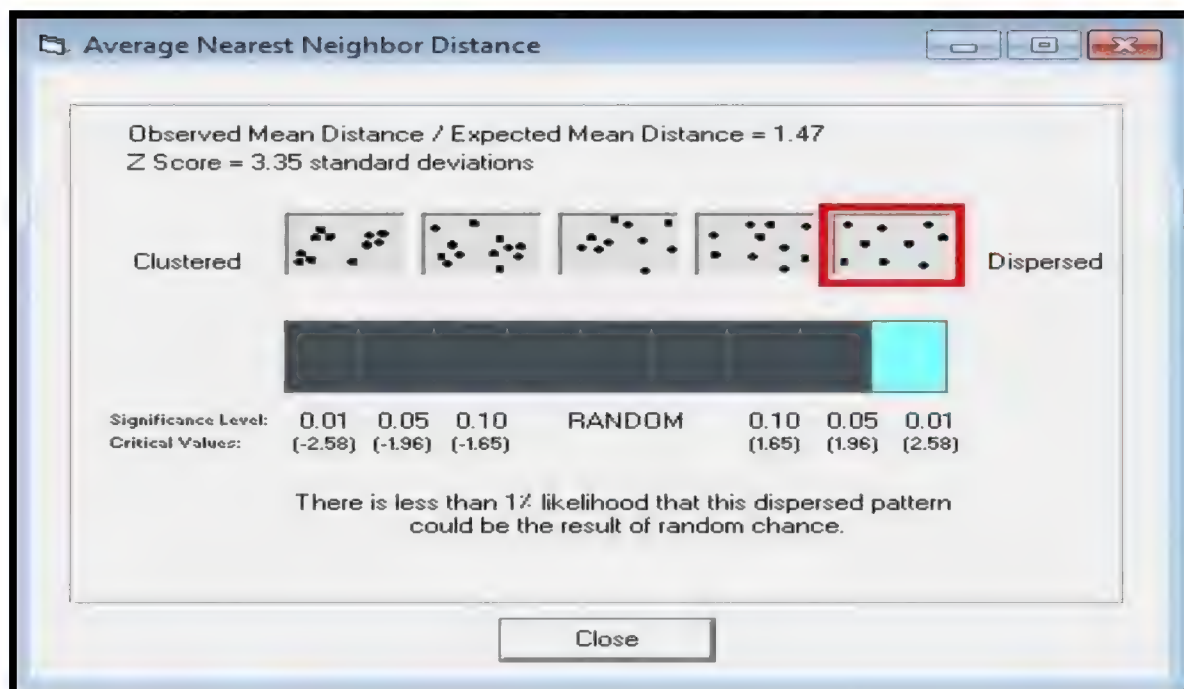 Average Nearest Neighbor Distance
Observed Mean Distance / Expected Mean Distance = 1.47
Z Score = 3.35 standard deviations
Clustered
Dispersed
Significance Level: 0.01 0.05 0.10 RANDOM 0.10 0.05 0.01
Critical Values: (-2.58) (-1.96) (-1.65) (1.65) (1.96) (2.58)
There is less than 1% likelihood that this dispersed pattern
could be the result of random chance.
Close